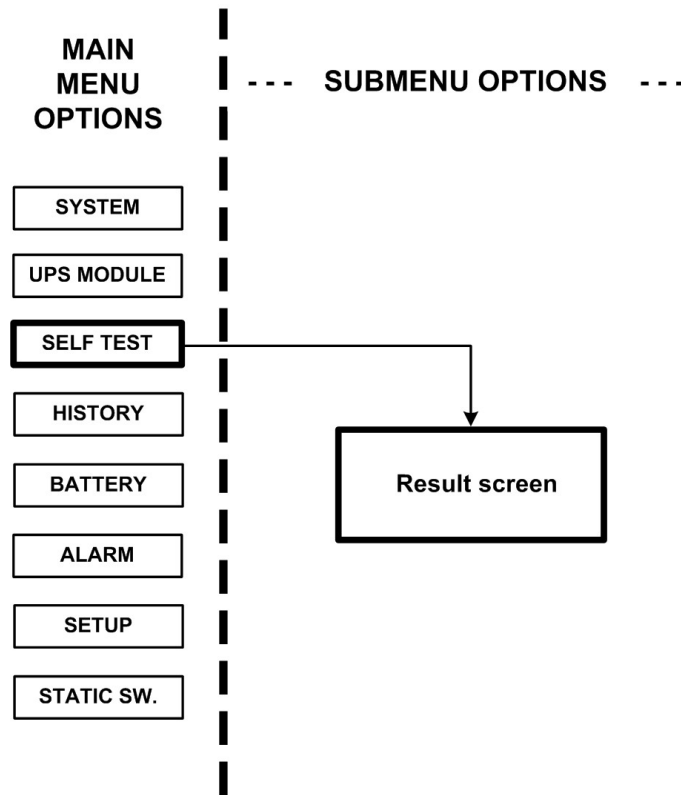 MAIN
MENU
OPTIONS
- - - SUBMENU OPTIONS - - -
SYSTEM
UPS MODULE
SELF TEST
HISTORY
BATTERY
ALARM
SETUP
STATIC SW.
Result screen